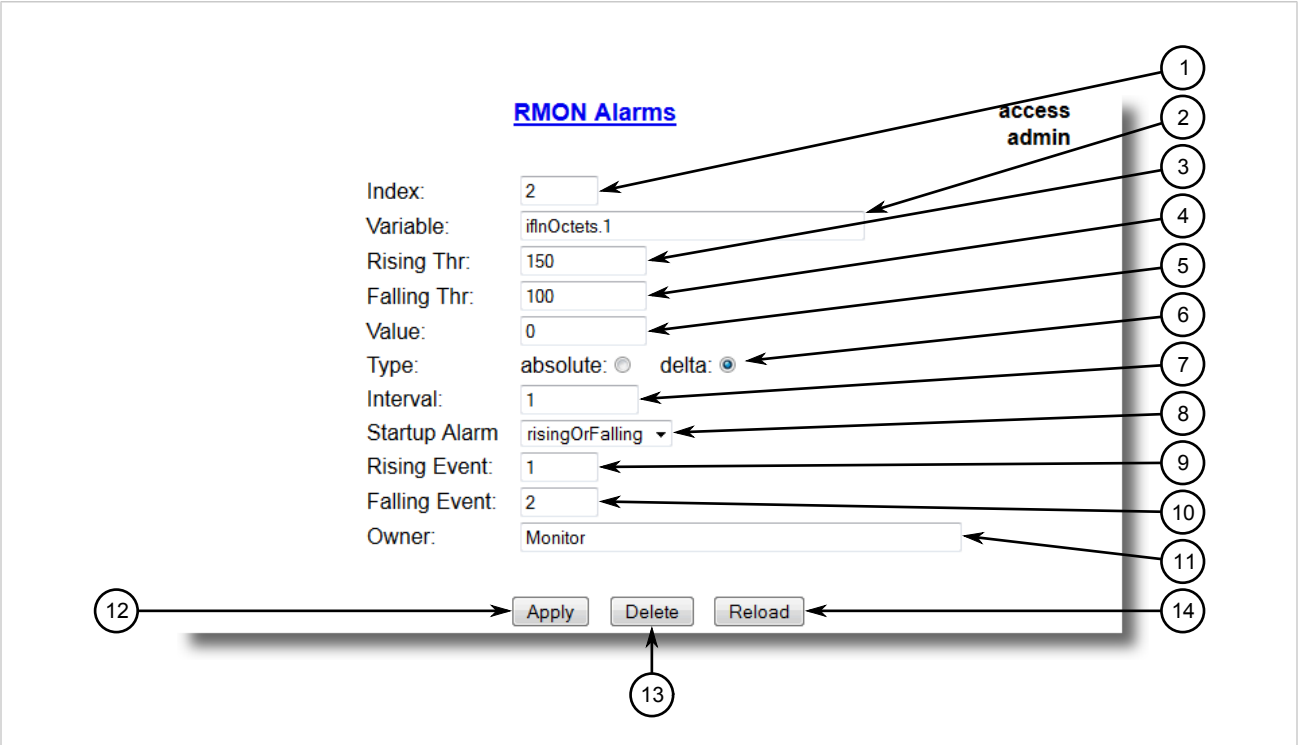 1
RMON Alarms
access
admin
2
3
Index: 2
4
Variable: ifInOctets.1
Rising Thr: 150
5
Falling Thr: 100
6
Value: 0
7
Type: absolute: delta:
Interval: 1
8
Startup Alarm risingOrFalling
9
Rising Event: 1
10
Falling Event: 2
Owner: Monitor
11
12
Apply Delete Reload
14
13